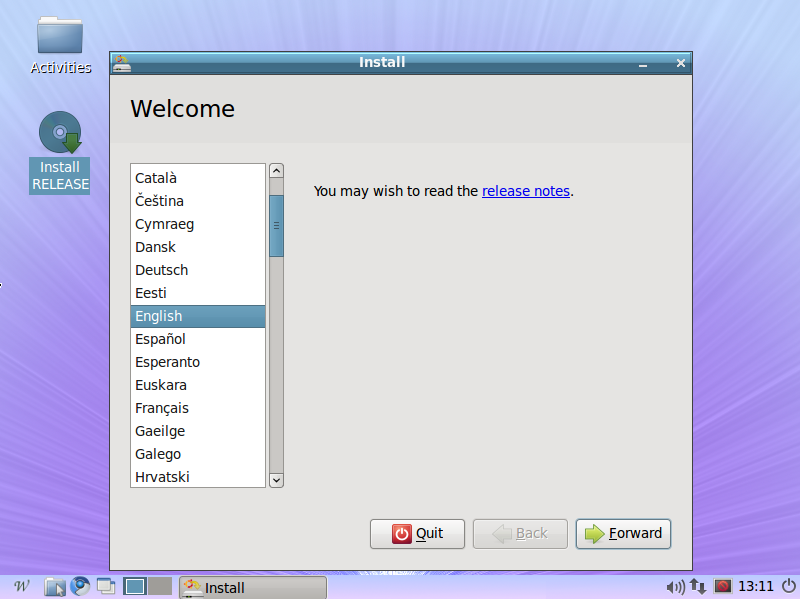 Activities
Install
RELEASE
Install
Welcome
Català
Čeština
Cymraeg
Dansk
Deutsch
Eesti
English
Español
Esperanto
Euskara
Français
Gaeilge
Galego
Hrvatski
You may wish to read the release notes.
Quit
Back
Forward
W
Install
13:11